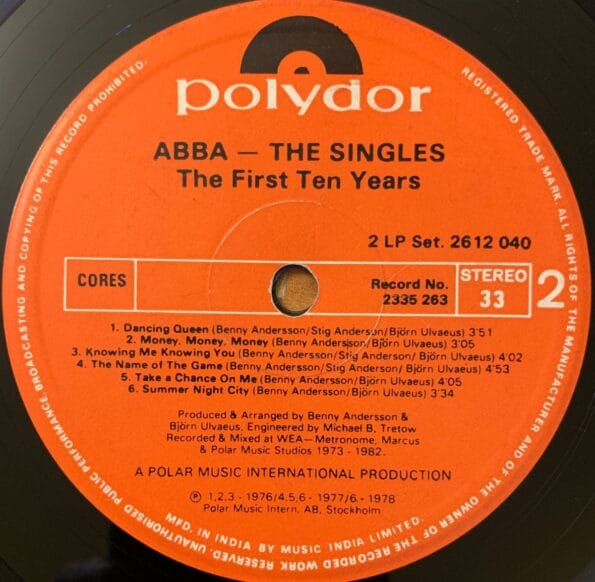 polydor
ABBA — THE SINGLES
The First Ten Years
2 LP Set. 2612 040
CORES
Record No.
2335 263
STEREO
33
2
1. Dancing Queen (Benny Andersson/Stig Anderson/Björn Ulvaeus) 3'51
2. Money, Money, Money (Benny Andersson/Björn Ulvaeus) 3'05
3. Knowing Me Knowing You (Benny Andersson/Stig Anderson/Björn Ulvaeus) 4'02
4. The Name of The Game (Benny Andersson/Stig Anderson/Björn Ulvaeus) 4'53
5. Take a Chance On Me (Benny Andersson/Björn Ulvaeus) 4'05
6. Summer Night City (Benny Andersson/Björn Ulvaeus) 3'34
Produced & Arranged by Benny Andersson &
Björn Ulvaeus, Engineered by Michael B, Tretow
Recorded & Mixed at WEA—Metronome, Marcus
& Polar Music Studios 1973 - 1982.
A POLAR MUSIC INTERNATIONAL PRODUCTION
Ⓟ 1,2,3 - 1976/4,5,6 - 1977/6 - 1978
Polar Music Intern, AB, Stockholm
MFD. IN INDIA BY MUSIC INDIA LIMITED.
REGISTERED TRADE MARK. ALL RIGHTS OF THE MANUFACTURER AND OF THE OWNER OF THE RECORDED WORK RESERVED. UNAUTHORISED PUBLIC PERFORMANCE BROADCASTING AND COPYING OF THIS RECORD PROHIBITED.